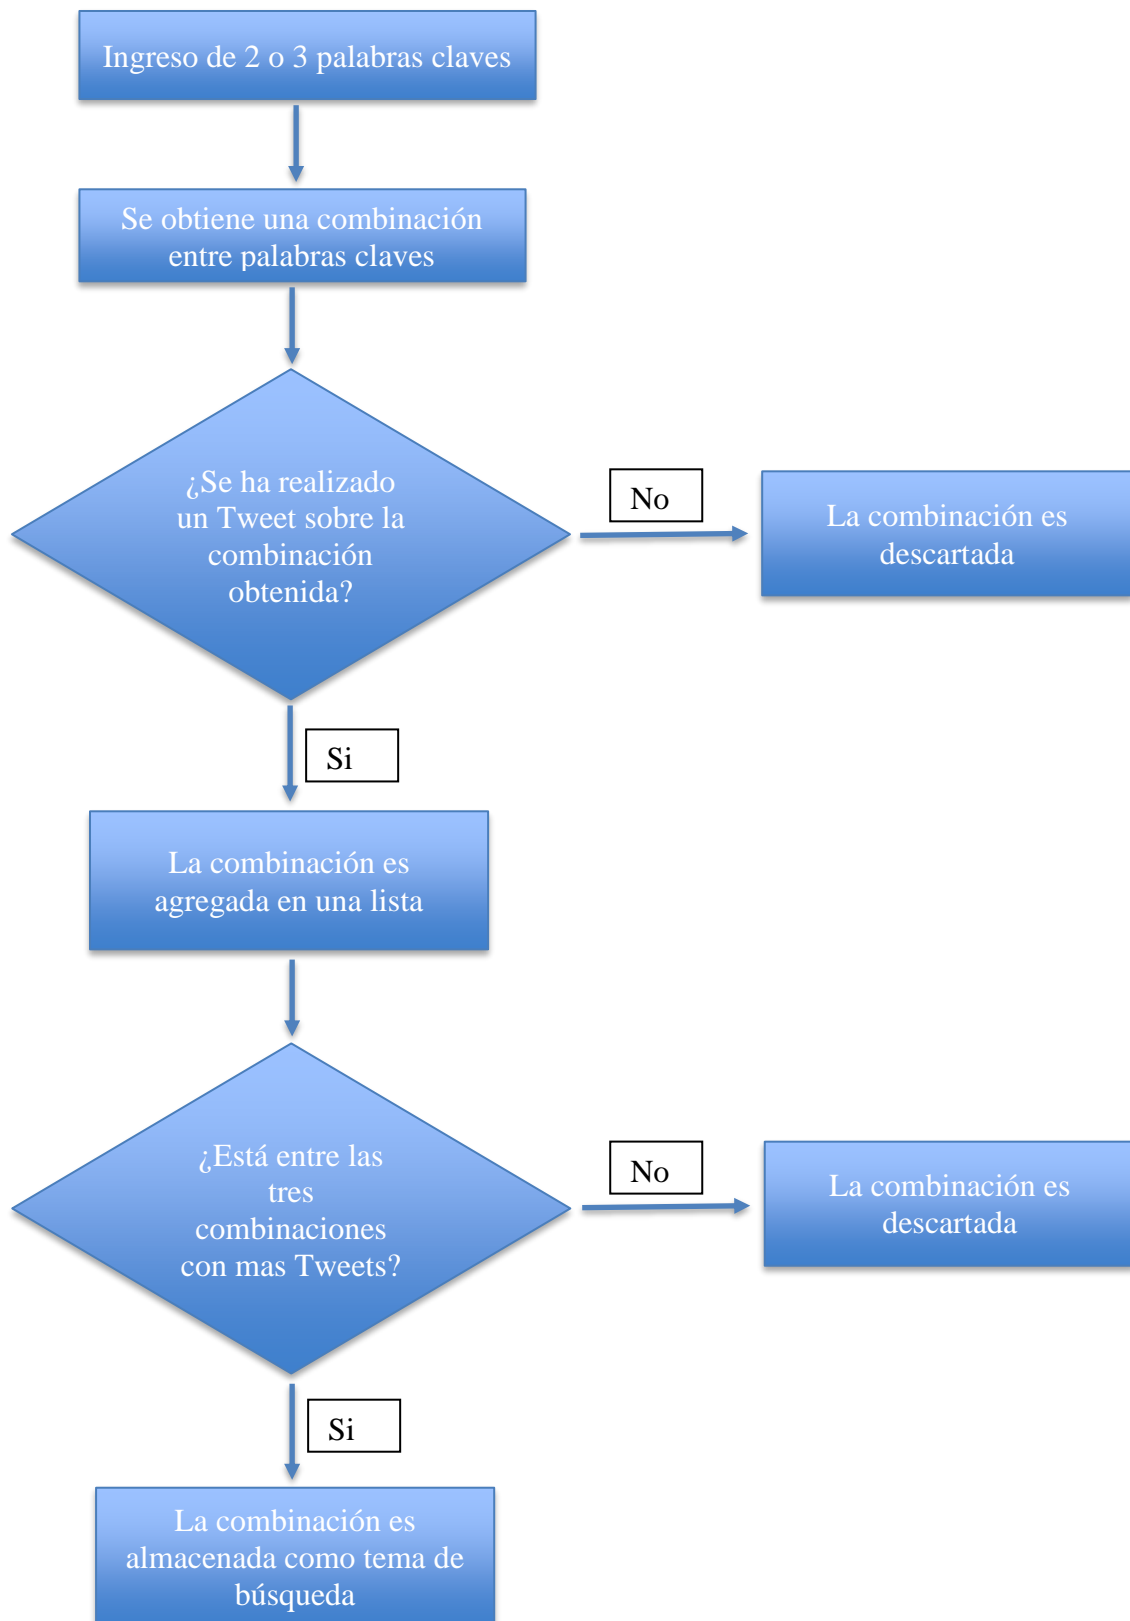 Ingreso de 2 o 3 palabras claves
Se obtiene una combinación
entre palabras claves
¿Se ha realizado
un Tweet sobre la
combinación
obtenida?
No
La combinación es
descartada
Si
La combinación es
agregada en una lista
¿Está entre las
tres
combinaciones
con mas Tweets?
No
La combinación es
descartada
Si
La combinación es
almacenada como tema de
búsqueda